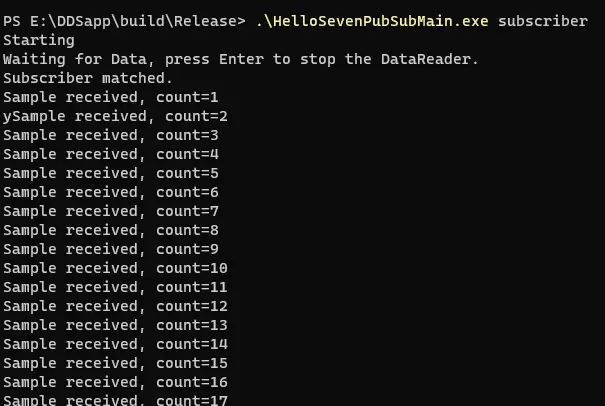 PS E:\DDSapp\build\Release> .\HelloSevenPubSubMain.exe subscriber
Starting
Waiting for Data, press Enter to stop the DataReader.
Subscriber matched.
Sample received, count=1
ySample received, count=2
Sample received, count=3
Sample received, count=4
Sample received, count=5
Sample received, count=6
Sample received, count=7
Sample received, count=8
Sample received, count=9
Sample received, count=10
Sample received, count=11
Sample received, count=12
Sample received, count=13
Sample received, count=14
Sample received, count=15
Sample received, count=16
Sample received, count=17